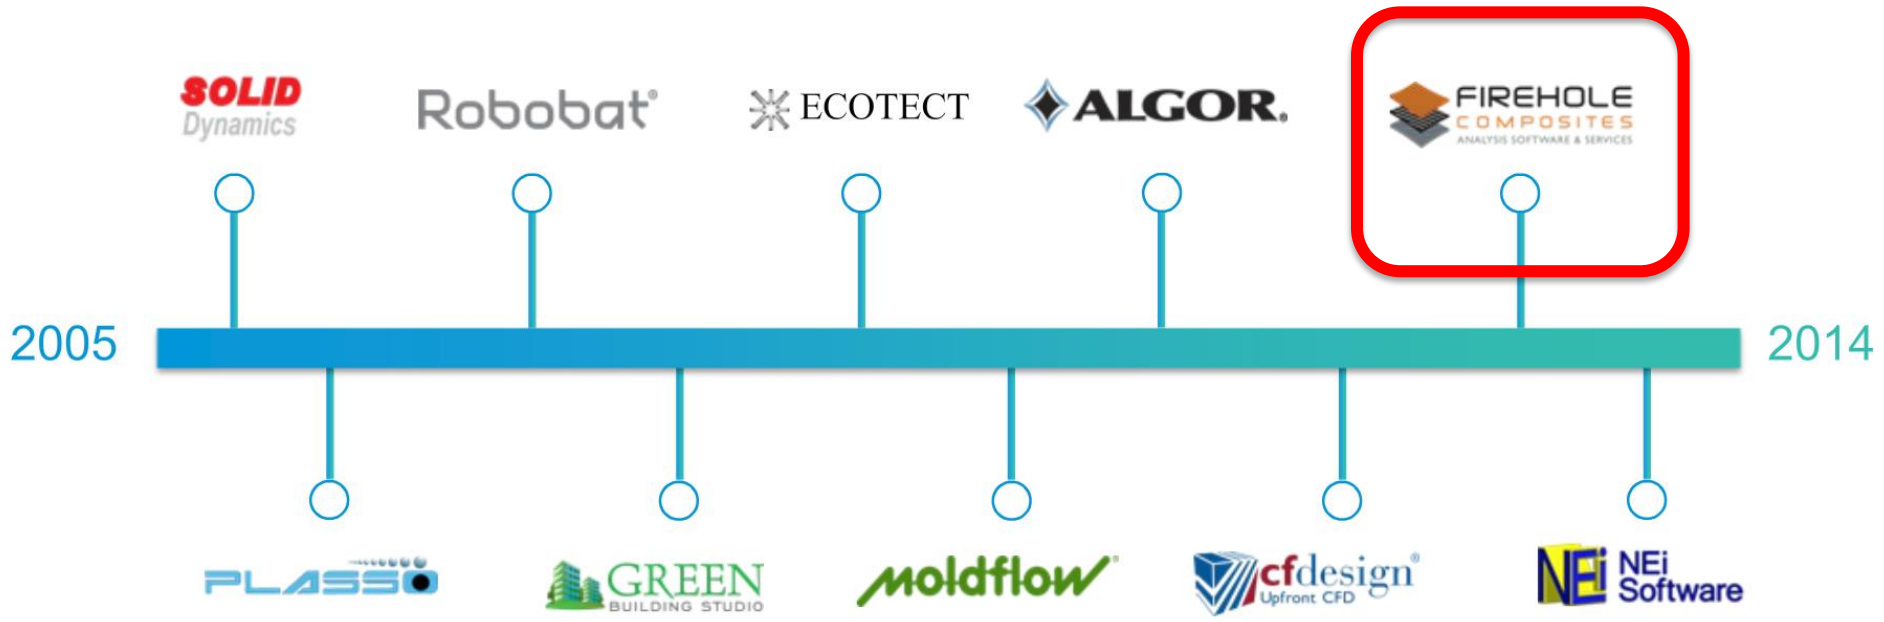 SOLID
Dynamics
Robobat®
ECOTECT
ALGOR.
FIREHOLE
COMPOSITES
ANALYSIS SOFTWARE & SERVICES
2005
2014
PLASSO
GREEN
BUILDING STUDIO
moldflow®
cfdesign®
Upfront CFD
NEi NEi
Software